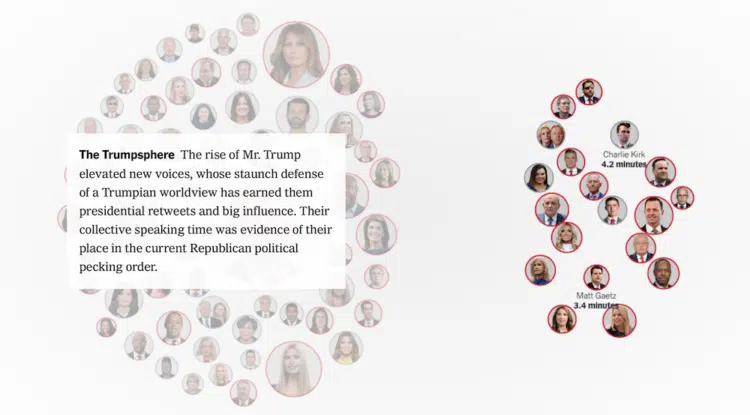 The Trumpsphere The rise of Mr. Trump
elevated new voices, whose staunch defense
of a Trumpian worldview has earned them
presidential retweets and big influence. Their
collective speaking time was evidence of their
place in the current Republican political
pecking order.
Charlie Kirk
4.2 minutes
Matt Gaetz
3.4 minutes